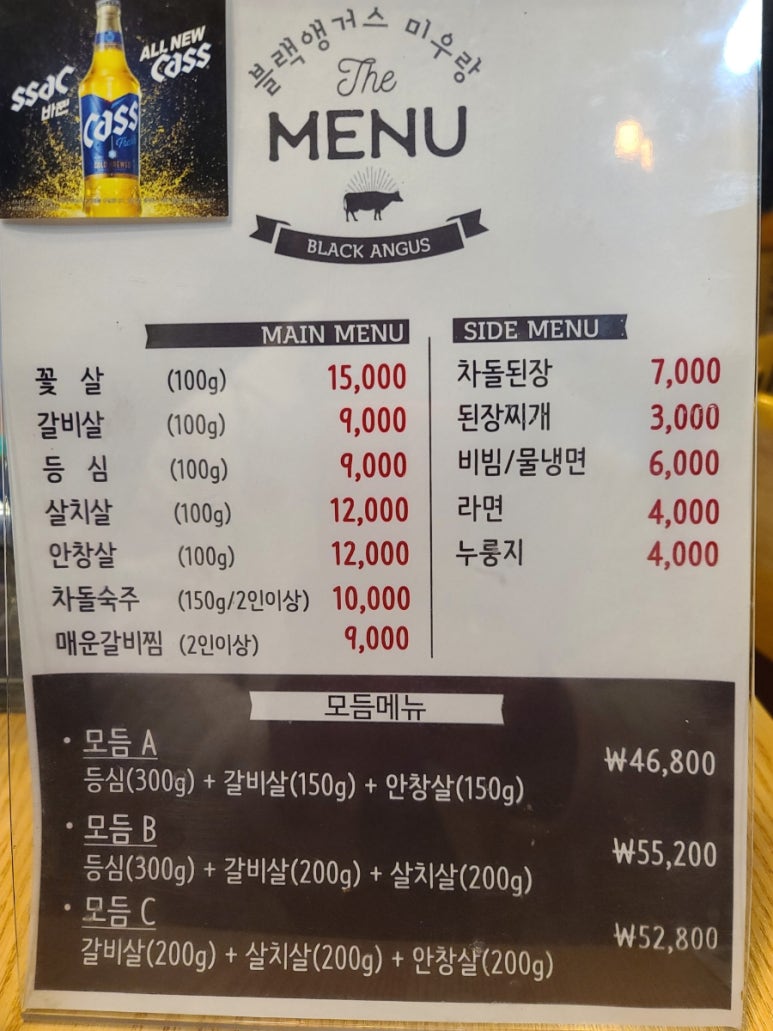 ssac
바뀐
ALL NEW
Cass
Cass
Fresh
COLD BREWED
블랙앵거스 미우랑
The
MENU
BLACK ANGUS
MAIN MENU
꽃 살 (100g) 15,000
갈비살 (100g) 9,000
등 심 (100g) 9,000
살치살 (100g) 12,000
안창살 (100g) 12,000
차돌숙주 (150g/2인이상) 10,000
매운갈비찜 (2인이상) 9,000
SIDE MENU
차돌된장 7,000
된장찌개 3,000
비빔/물냉면 6,000
라면 4,000
누룽지 4,000
모듬메뉴
• 모듬 A ₩46,800
등심(300g) + 갈비살(150g) + 안창살(150g)
• 모듬 B ₩55,200
등심(300g) + 갈비살(200g) + 살치살(200g)
• 모듬 C ₩52,800
갈비살(200g) + 살치살(200g) + 안창살(200g)